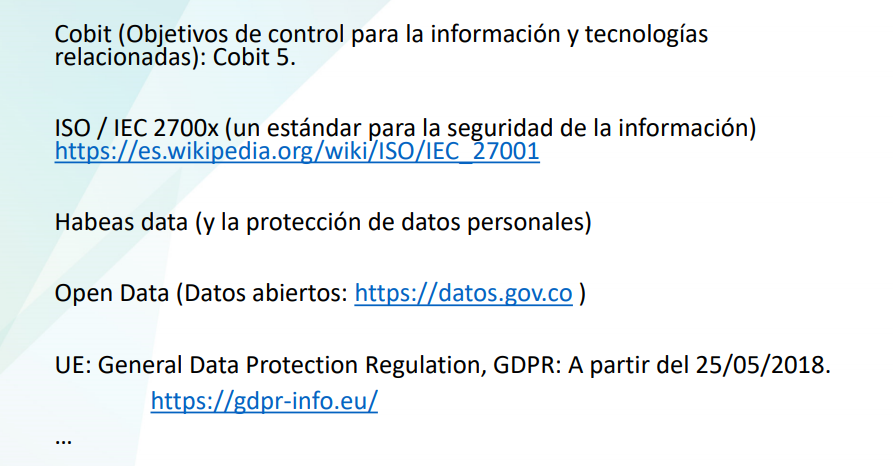 Cobit (Objetivos de control para la información y tecnologías
relacionadas): Cobit 5.
ISO / IEC 2700x (un estándar para la seguridad de la información)
https://es.wikipedia.org/wiki/ISO/IEC_27001
Habeas data (y la protección de datos personales)
Open Data (Datos abiertos: https://datos.gov.co )
UE: General Data Protection Regulation, GDPR: A partir del 25/05/2018.
https://gdpr-info.eu/
...